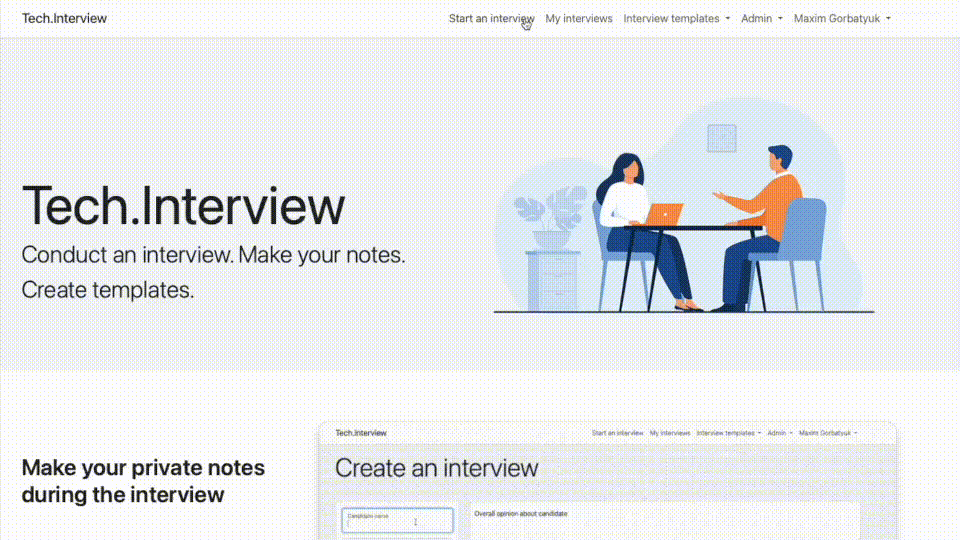 Tech.Interview
Start an interview My interviews Interview templates Admin Maxim Gorbatyuk
Tech.Interview
Conduct an interview. Make your notes.
Create templates.
Make your private notes
during the interview
Tech.Interview
Start an interview My interviews Interview templates Admin Maxim Gorbatyuk
Create an interview
Candidate name
Overall opinion about candidate